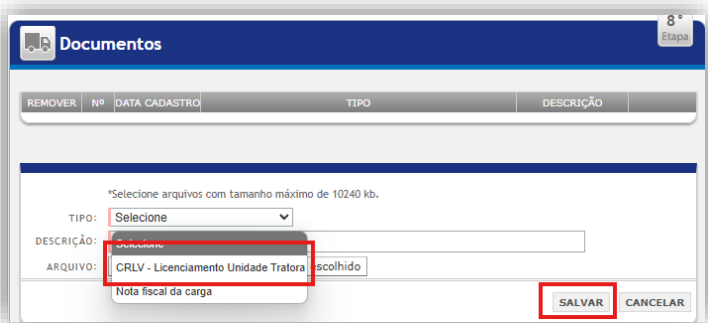 8°
Etapa
Documentos
REMOVER Nº DATA CADASTRO TIPO DESCRIÇÃO
*Selecione arquivos com tamanho máximo de 10240 kb.
TIPO: Selecione
DESCRIÇÃO: Selecione
ARQUIVO: CRLV - Licenciamento Unidade Tratora escolhido
Nota fiscal da carga
SALVAR CANCELAR